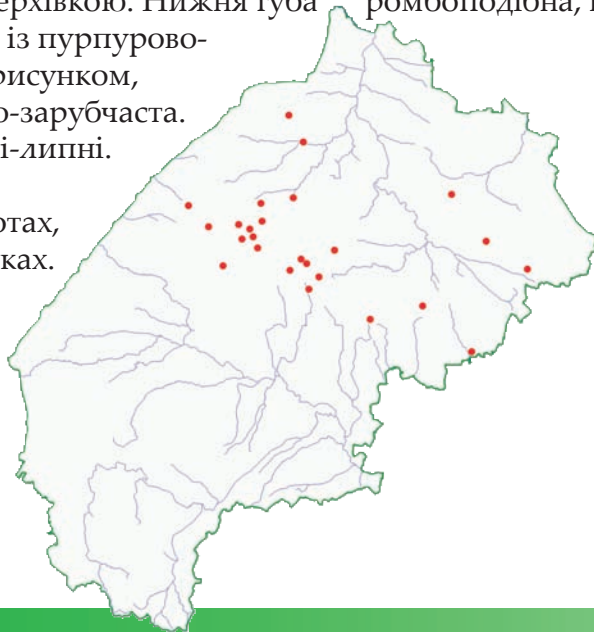 ерхівкою. Нижня губа ромбоподібна,
із пурпурово-
рисунком,
о-зарубчаста.
і-липні.
отах,
ках.